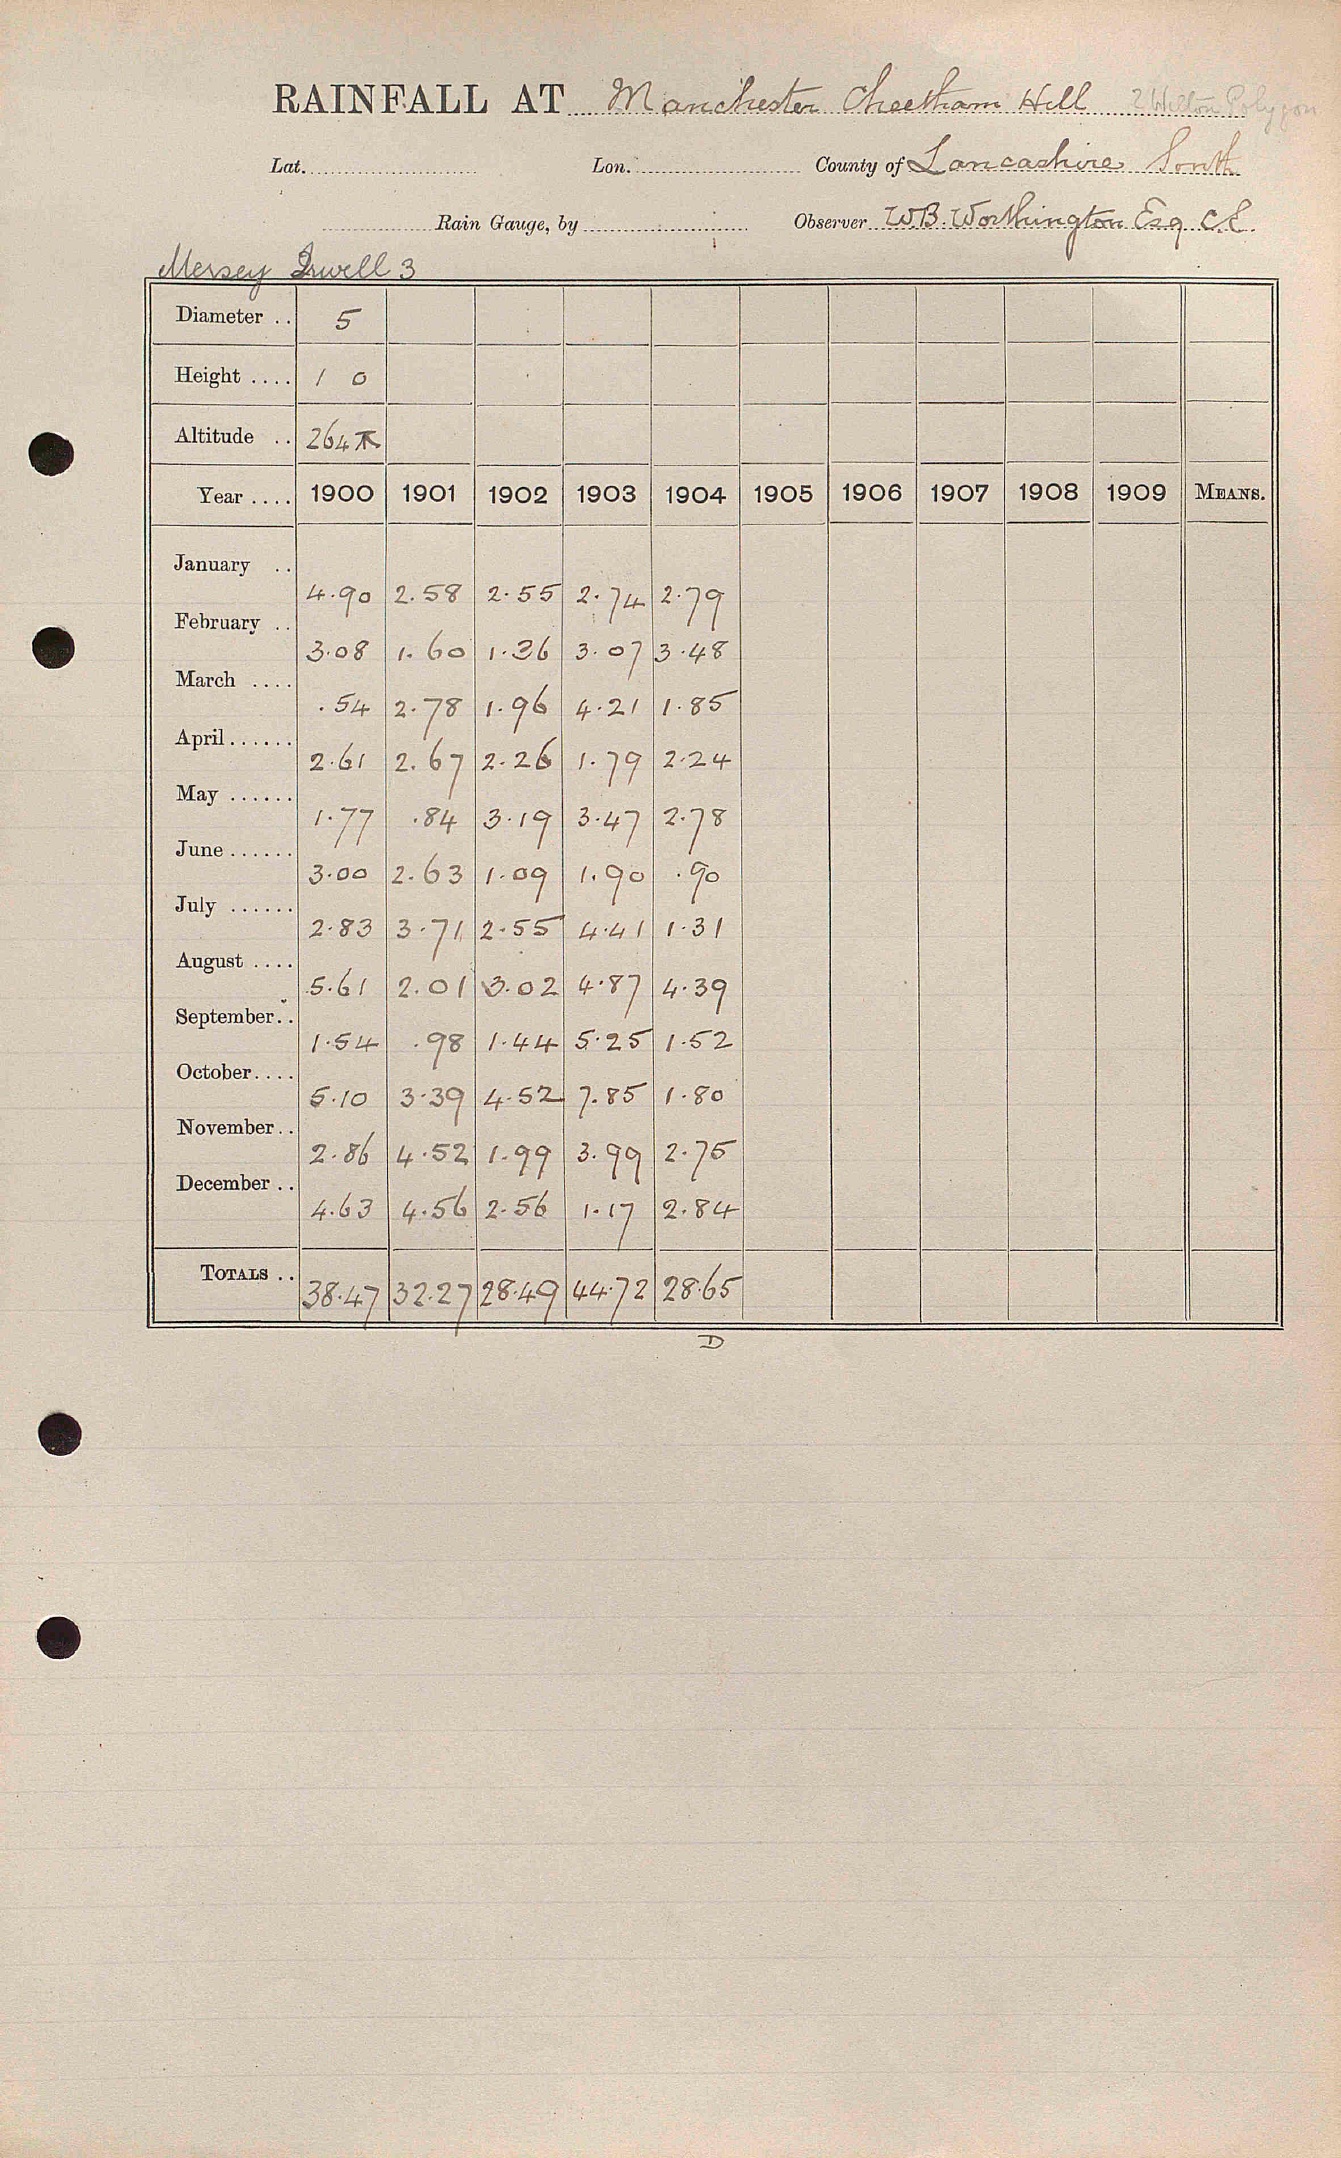 RAINFALL AT Manchester Cheetham Hill 2 Wilton Polygon
Lat. Lon. County of Lancashire South
Rain Gauge, by Observer W.B. Worthington Esq C.E.
Mersey Irwell 3
Diameter .. 5
Height .... 1 0
Altitude .. 264
Year .... 1900 1901 1902 1903 1904 1905 1906 1907 1908 1909 MEANS.
January .. 4.90 2.58 2.55 2.74 2.79
February .. 3.08 1.60 1.36 3.07 3.48
March .... .54 2.78 1.96 4.21 1.85
April...... 2.61 2.67 2.26 1.79 2.24
May ...... 1.77 .84 3.19 3.47 2.78
June ...... 3.00 2.63 1.09 1.90 .90
July ...... 2.83 3.71 2.55 4.41 1.31
August .... 5.61 2.01 3.02 4.87 4.39
September.. 1.54 .98 1.44 5.25 1.52
October.... 5.10 3.39 4.52 7.85 1.80
November.. 2.86 4.52 1.99 3.99 2.75
December .. 4.63 4.56 2.56 1.17 2.84
TOTALS .. 38.47 32.27 28.49 44.72 28.65
D